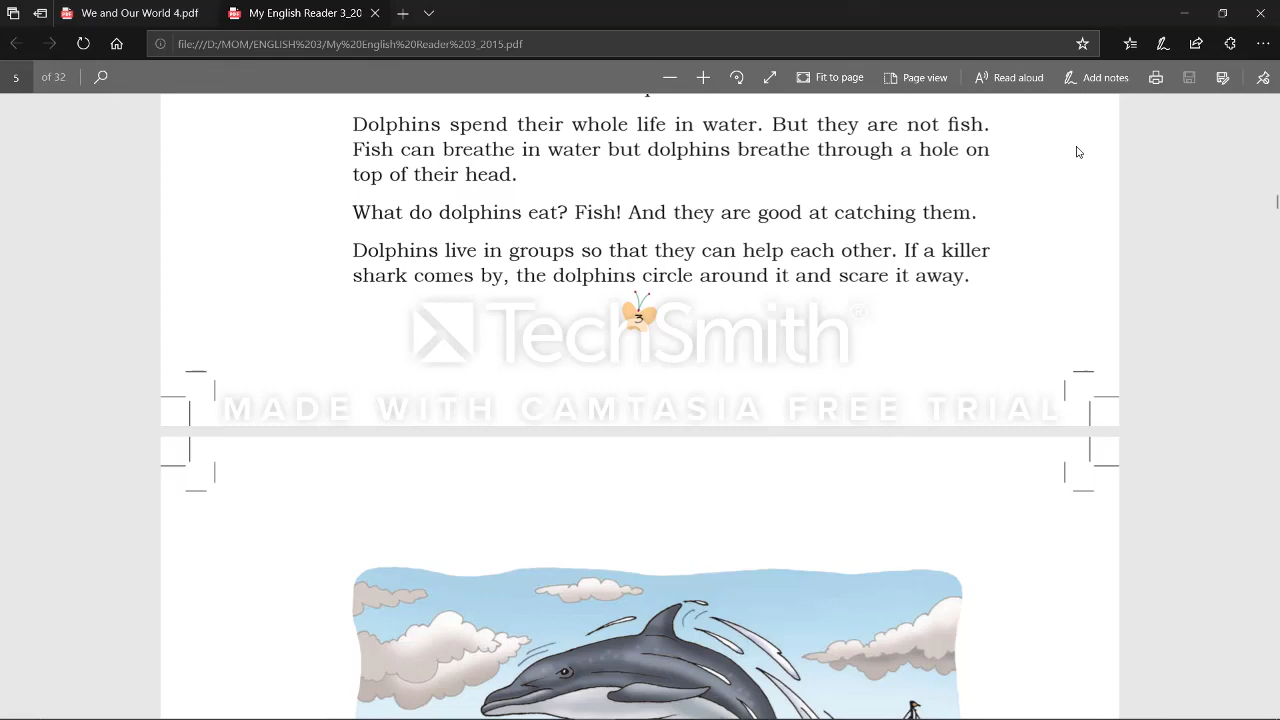 We and Our World 4.pdf
My English Reader 3_20
file:///D:/MOM/ENGLISH%203/My%20English%20Reader%203_2015.pdf
5 of 32
Fit to page
Page view
Read aloud
Add notes
Dolphins spend their whole life in water. But they are not fish.
Fish can breathe in water but dolphins breathe through a hole on
top of their head.
What do dolphins eat? Fish! And they are good at catching them.
Dolphins live in groups so that they can help each other. If a killer
shark comes by, the dolphins circle around it and scare it away.
3
TechSmith®
MADE WITH CAMTASIA FREE TRIAL